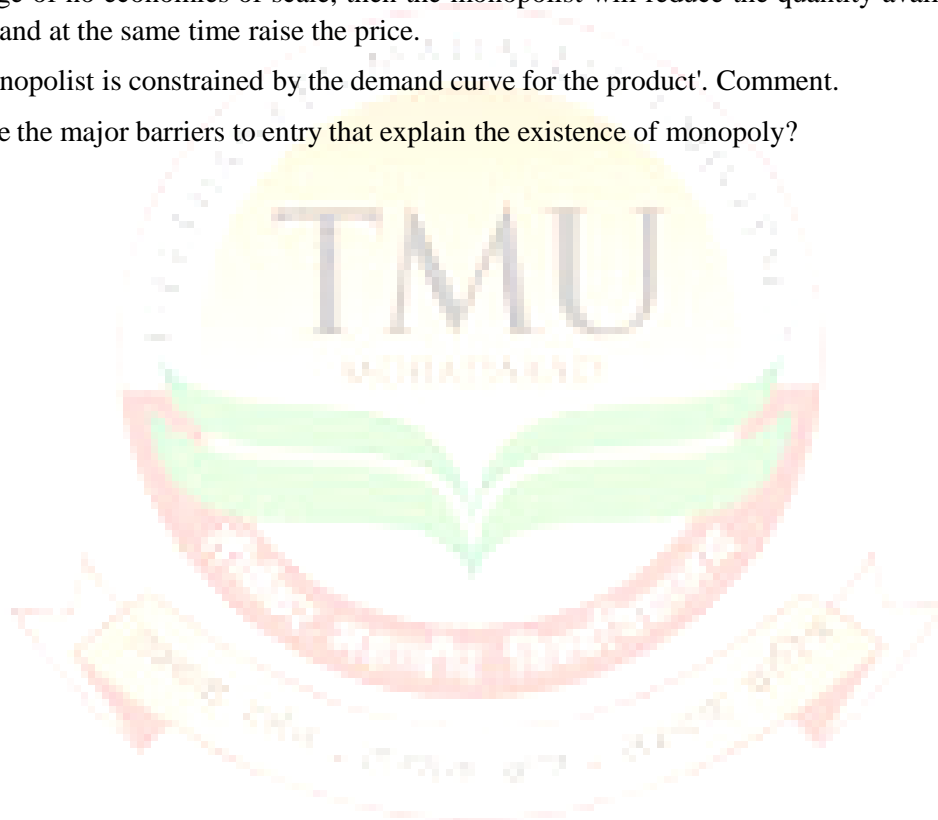 ge of no economies of scale, then the monopolist will reduce the quantity avail
and at the same time raise the price.
nopolist is constrained by the demand curve for the product'. Comment.
e the major barriers to entry that explain the existence of monopoly?
TMU
MORADABAD